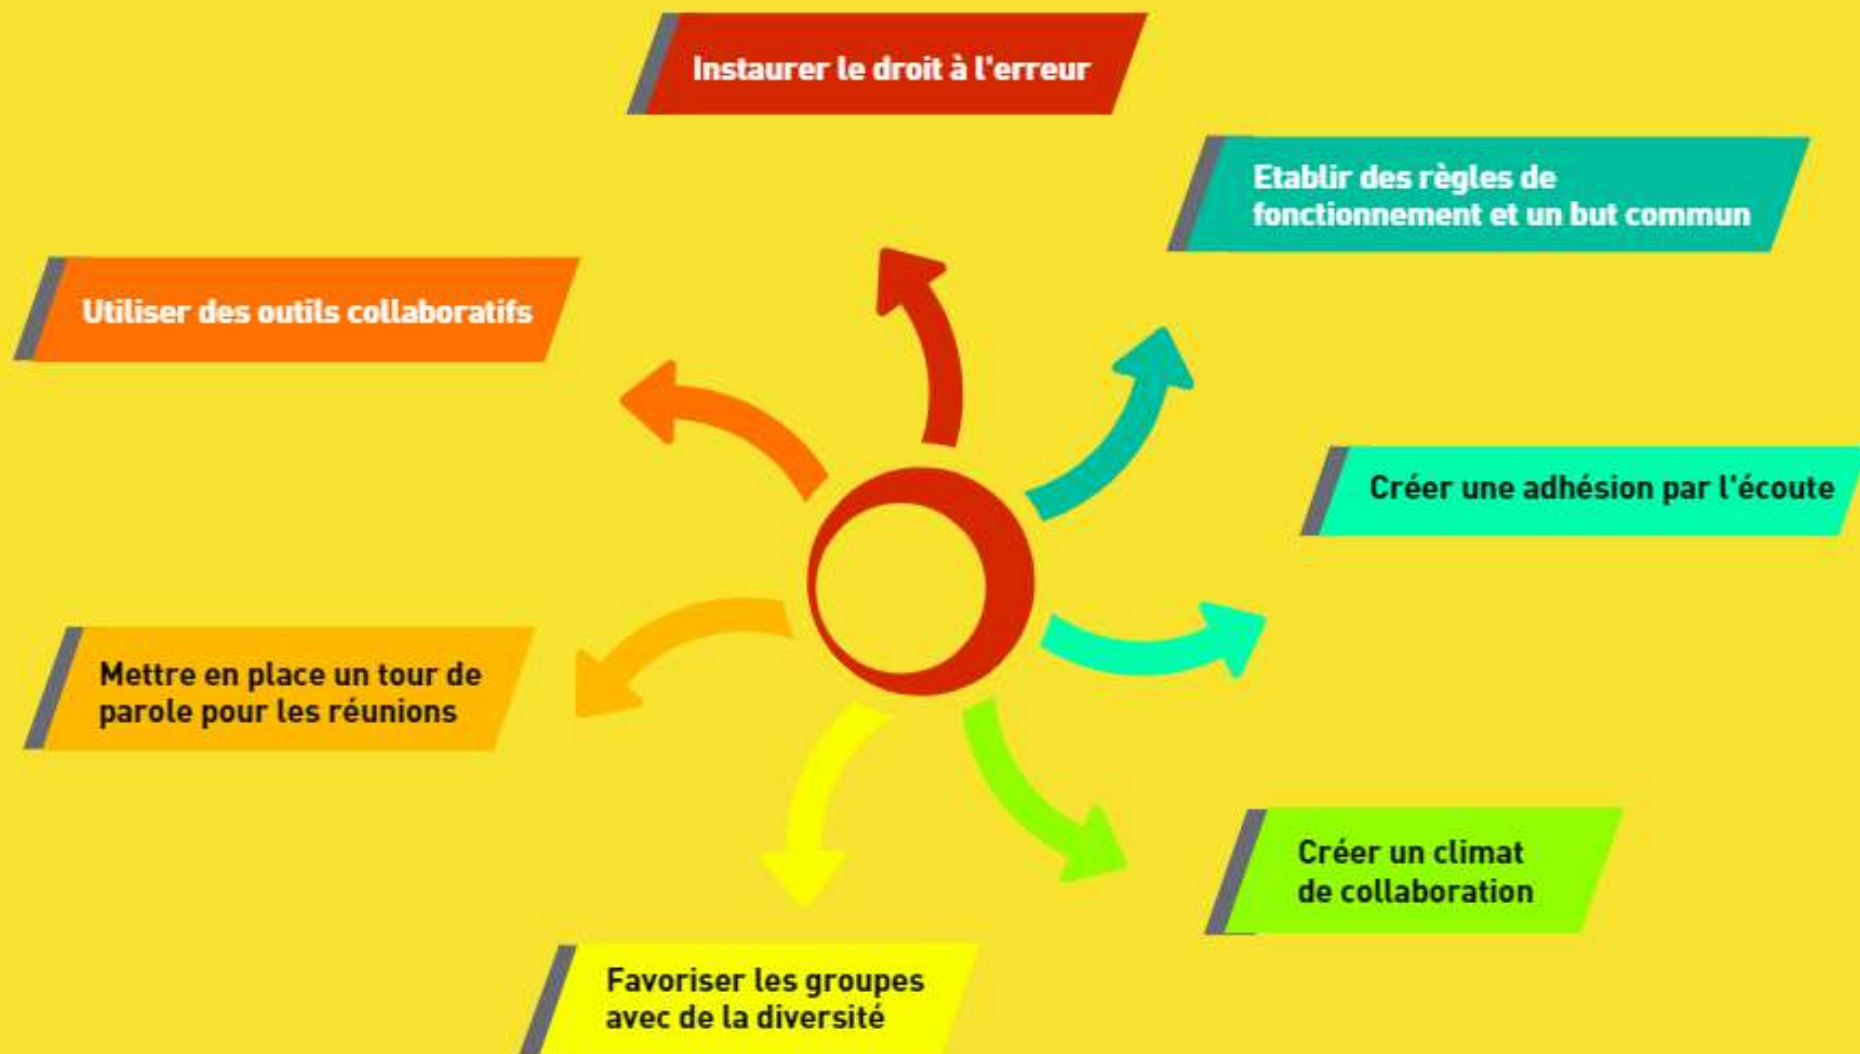 Instaurer le droit à l'erreur
Etablir des règles de
fonctionnement et un but commun
Utiliser des outils collaboratifs
Créer une adhésion par l'écoute
Mettre en place un tour de
parole pour les réunions
Créer un climat
de collaboration
Favoriser les groupes
avec de la diversité